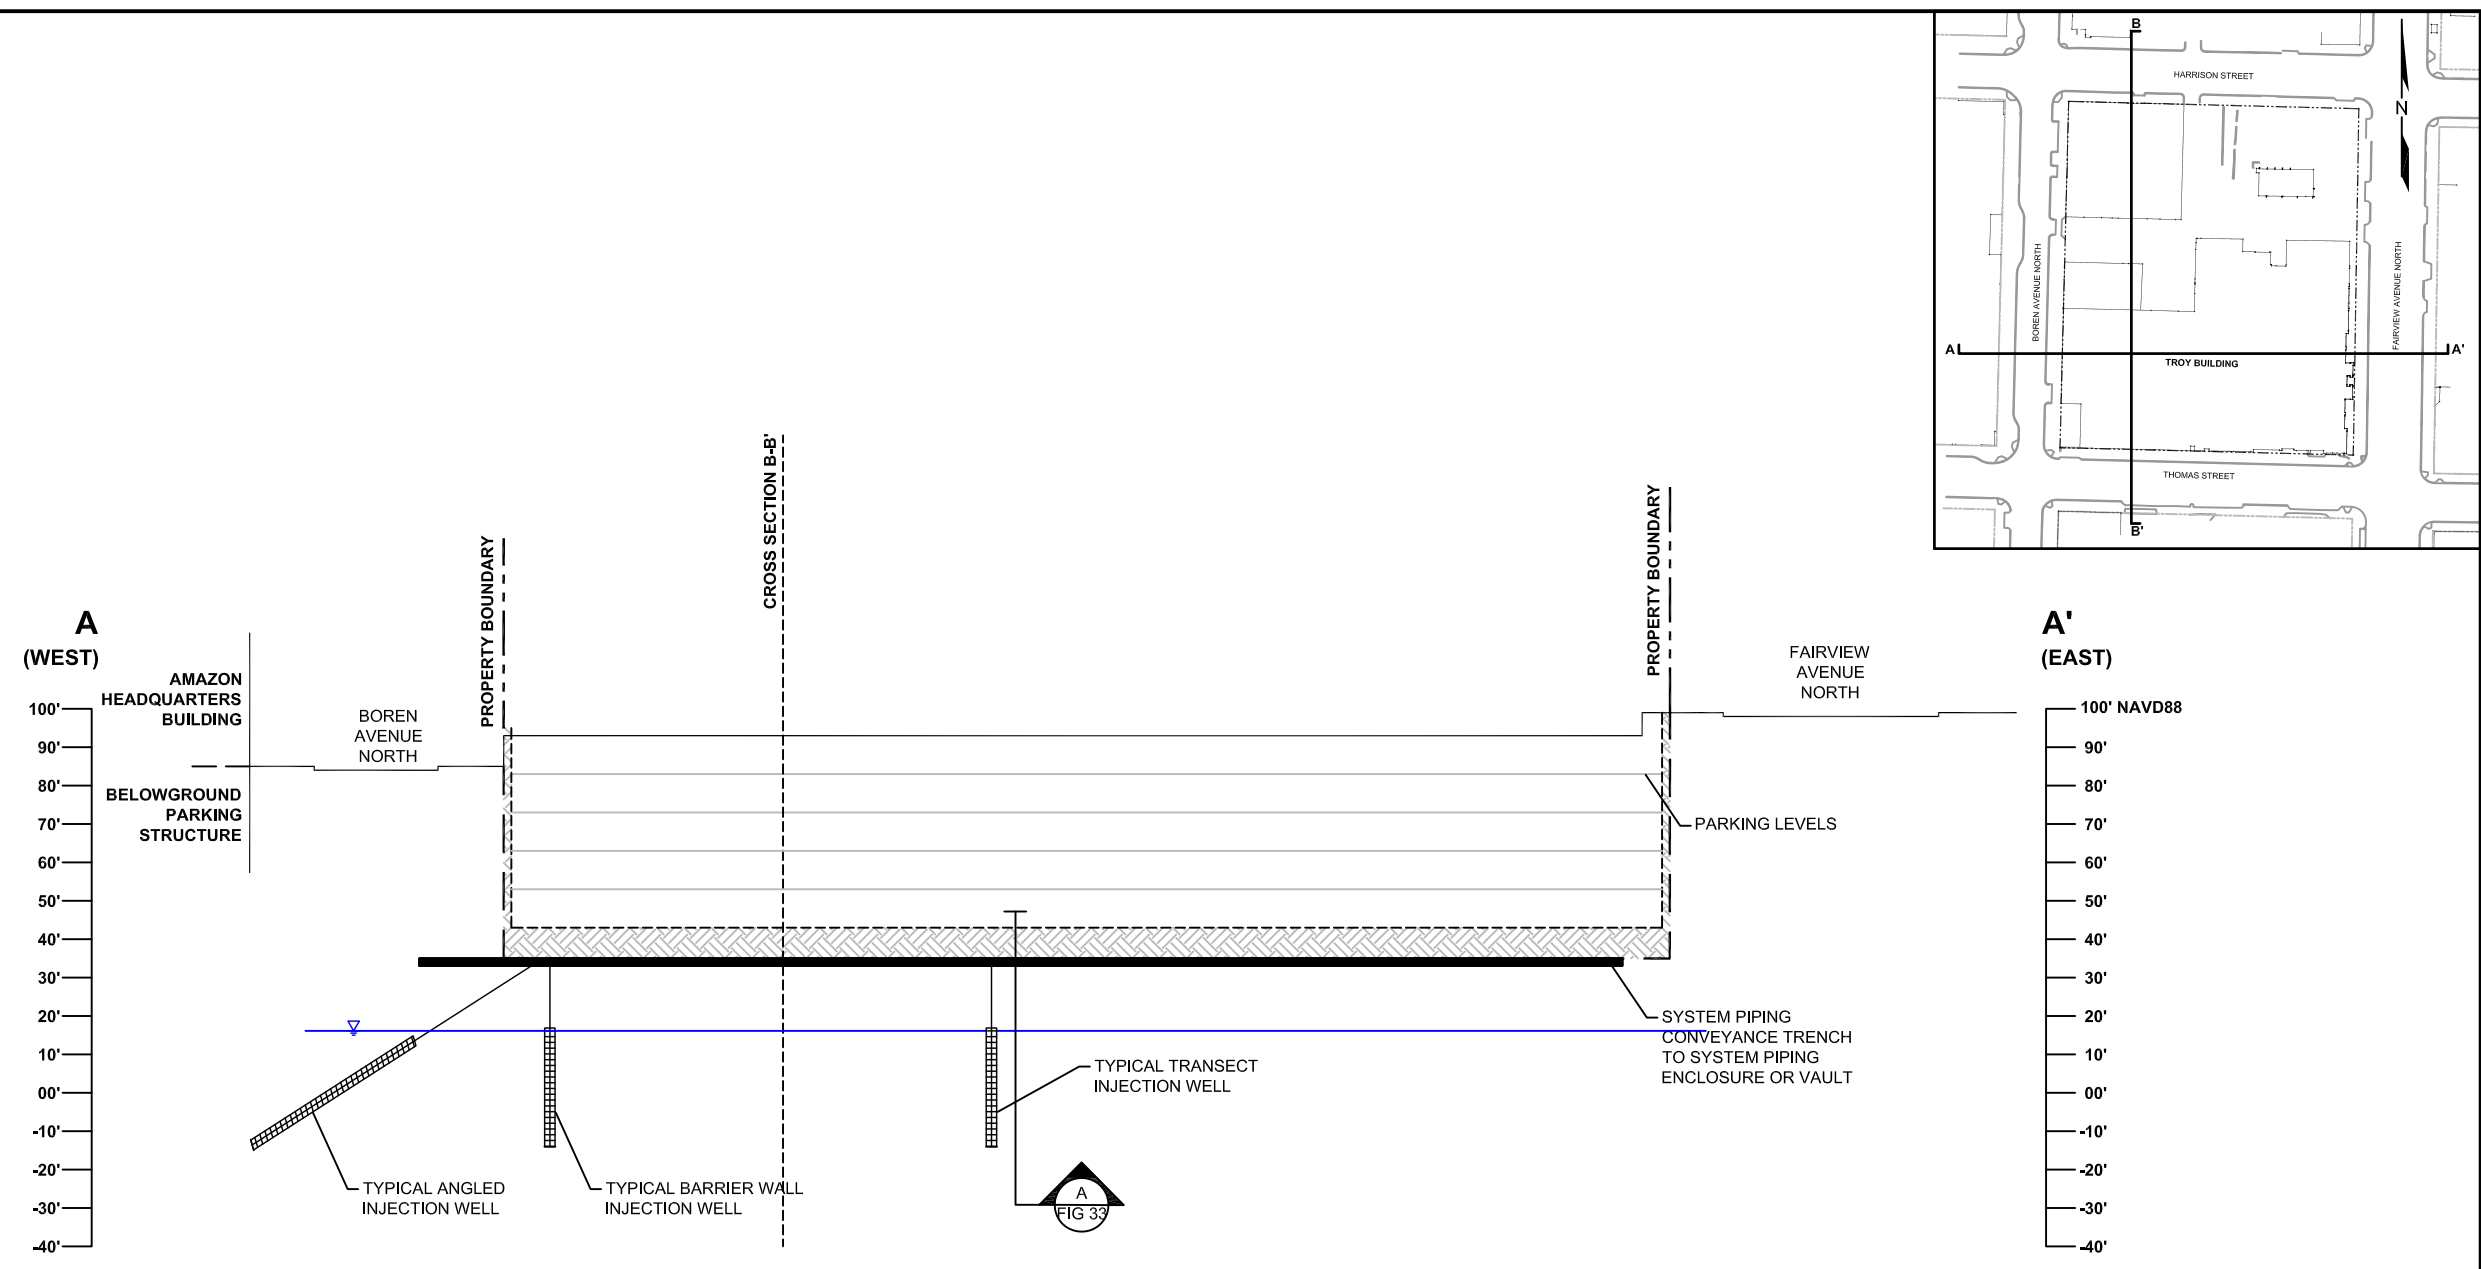 B
HARRISON STREET
N
BOREN AVENUE NORTH
FAIRVIEW AVENUE NORTH
A
A'
TROY BUILDING
THOMAS STREET
B'
CROSS SECTION B-B'
PROPERTY BOUNDARY
PROPERTY BOUNDARY
A
(WEST)
A'
(EAST)
AMAZON
HEADQUARTERS
BUILDING
BOREN
AVENUE
NORTH
FAIRVIEW
AVENUE
NORTH
BELOWGROUND
PARKING
STRUCTURE
100'
90'
80'
70'
60'
50'
40'
30'
20'
10'
00'
-10'
-20'
-30'
-40'
100' NAVD88
90'
80'
70'
60'
50'
40'
30'
20'
10'
00'
-10'
-20'
-30'
-40'
PARKING LEVELS
SYSTEM PIPING
CONVEYANCE TRENCH
TO SYSTEM PIPING
ENCLOSURE OR VAULT
TYPICAL TRANSECT
INJECTION WELL
TYPICAL ANGLED
INJECTION WELL
TYPICAL BARRIER WALL
INJECTION WELL
A
FIG 33